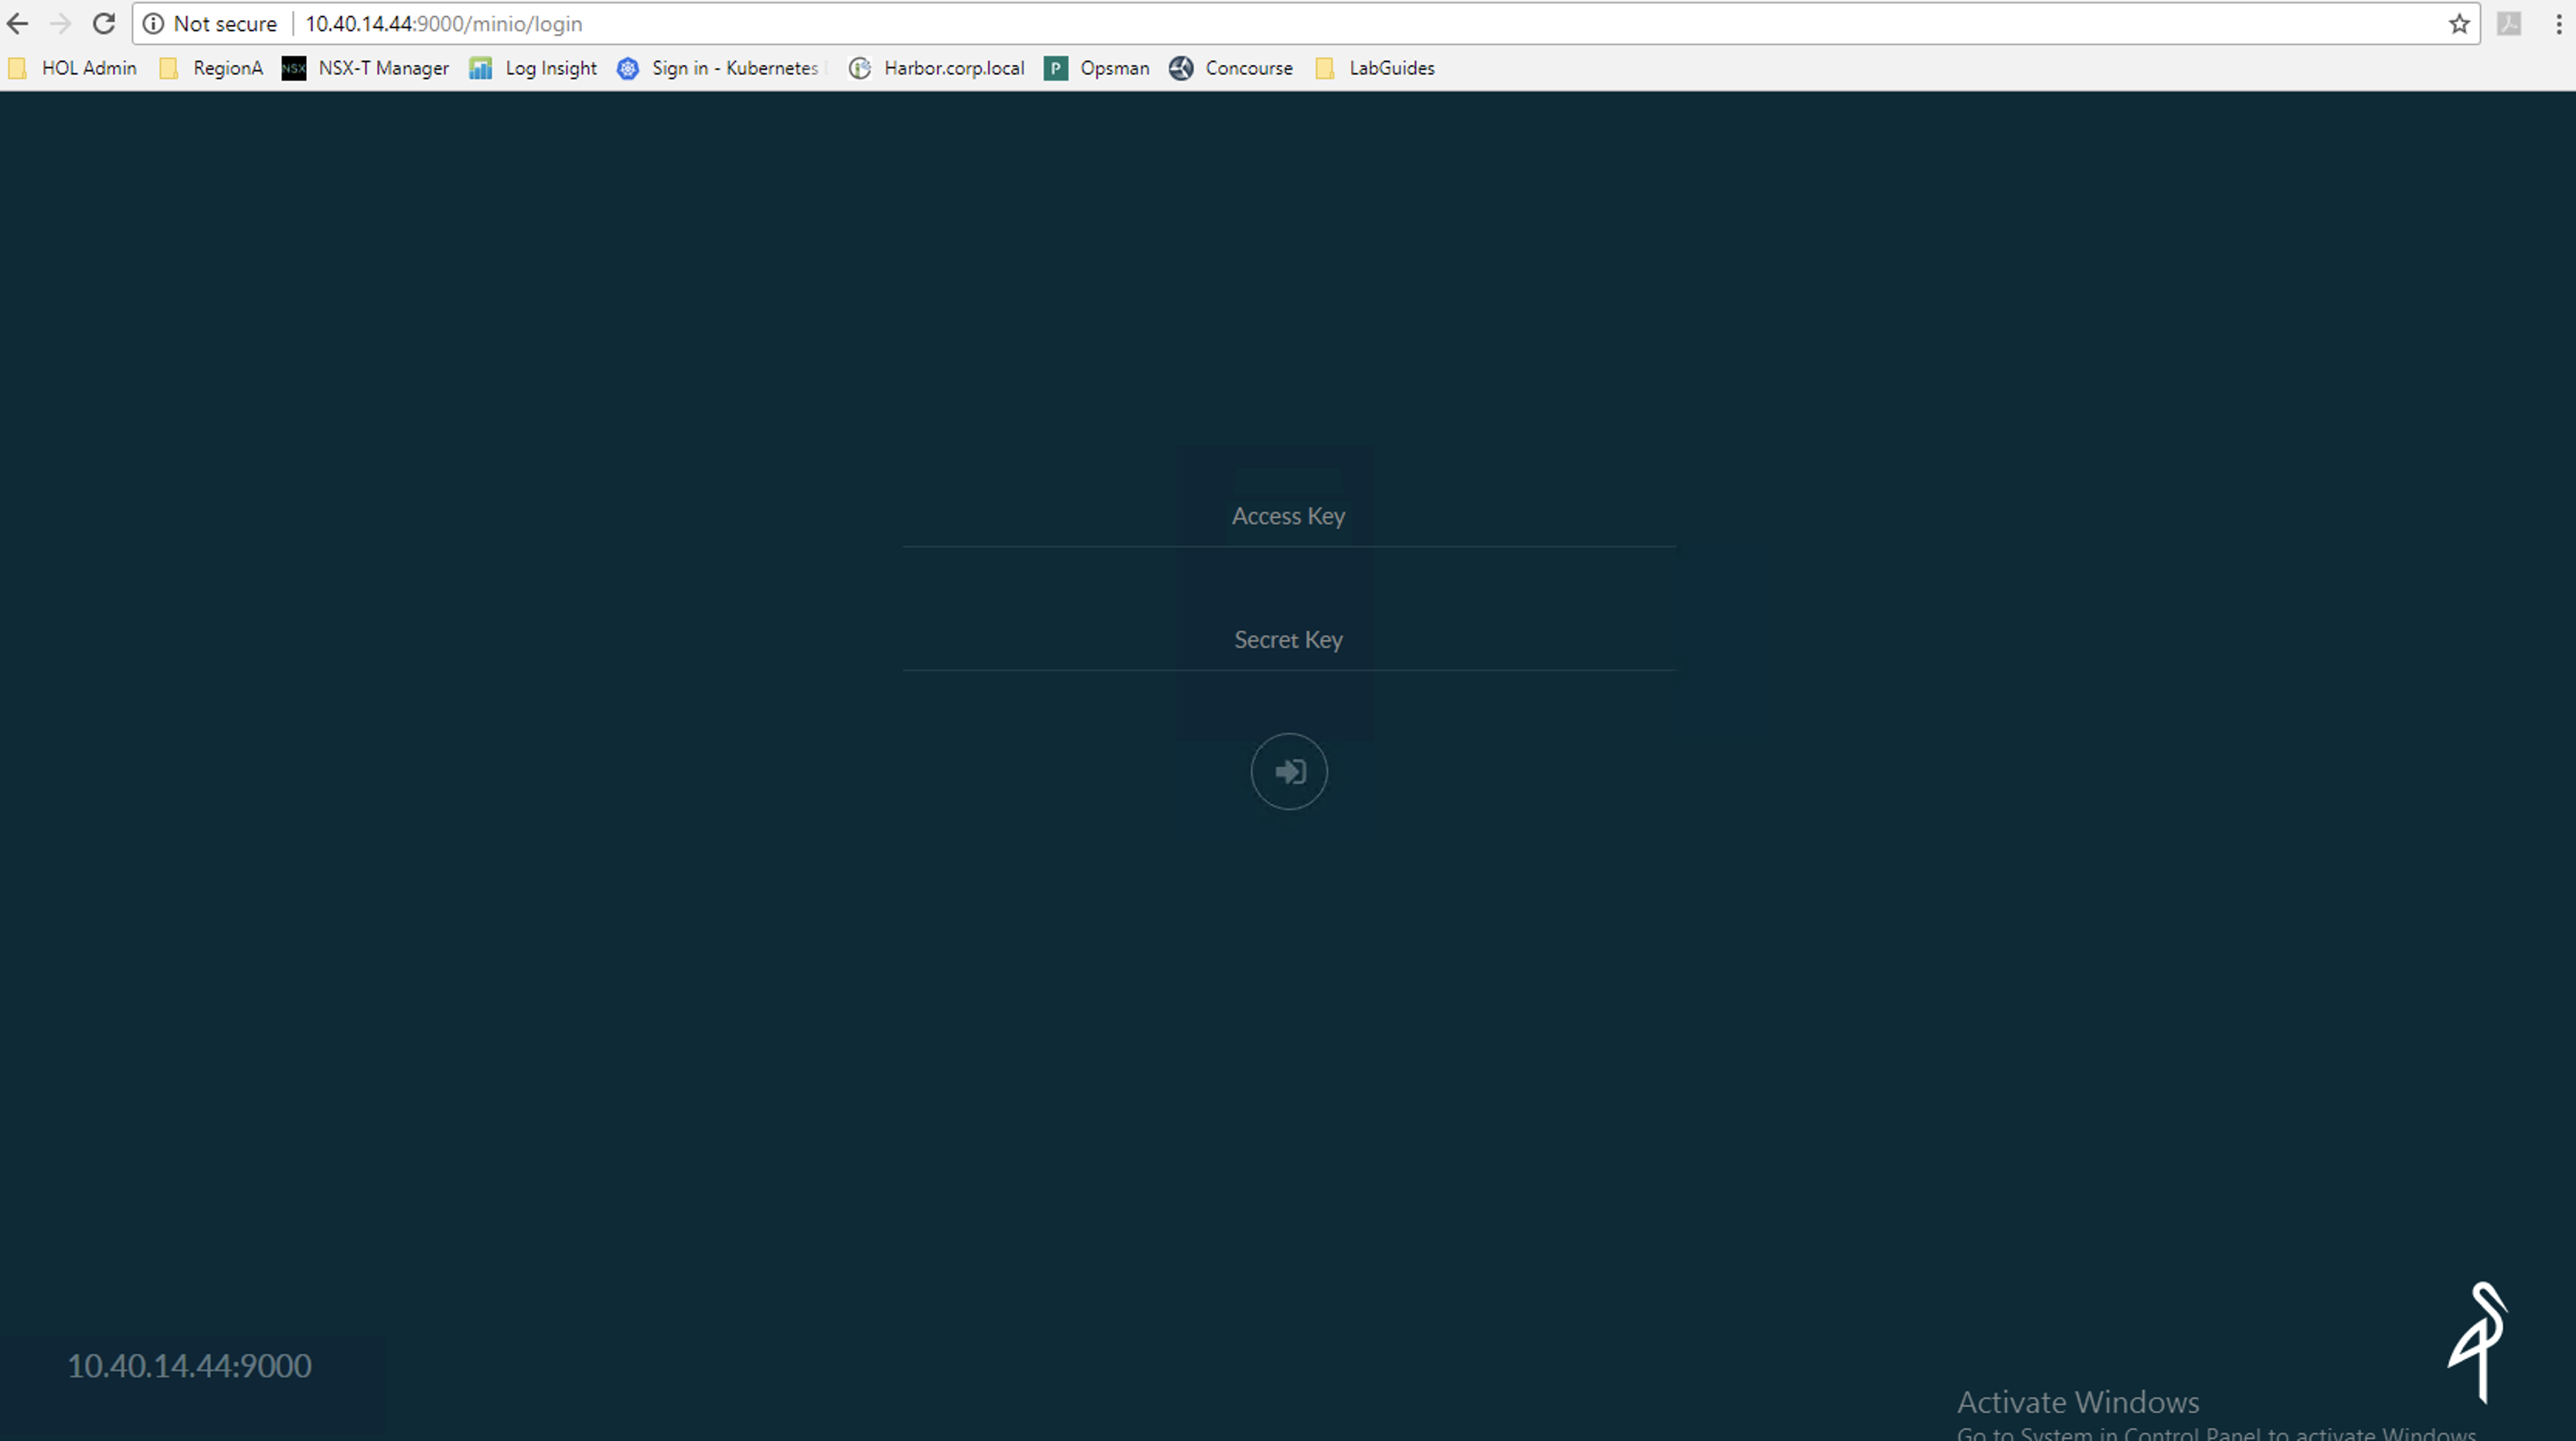 Not secure 10.40.14.44:9000/minio/login
HOL Admin RegionA NSX NSX-T Manager Log Insight Sign in - Kubernetes Harbor.corp.local P Opsman Concourse LabGuides
Access Key
Secret Key
10.40.14.44:9000
Activate Windows
Go to System in Control Panel to activate Windows